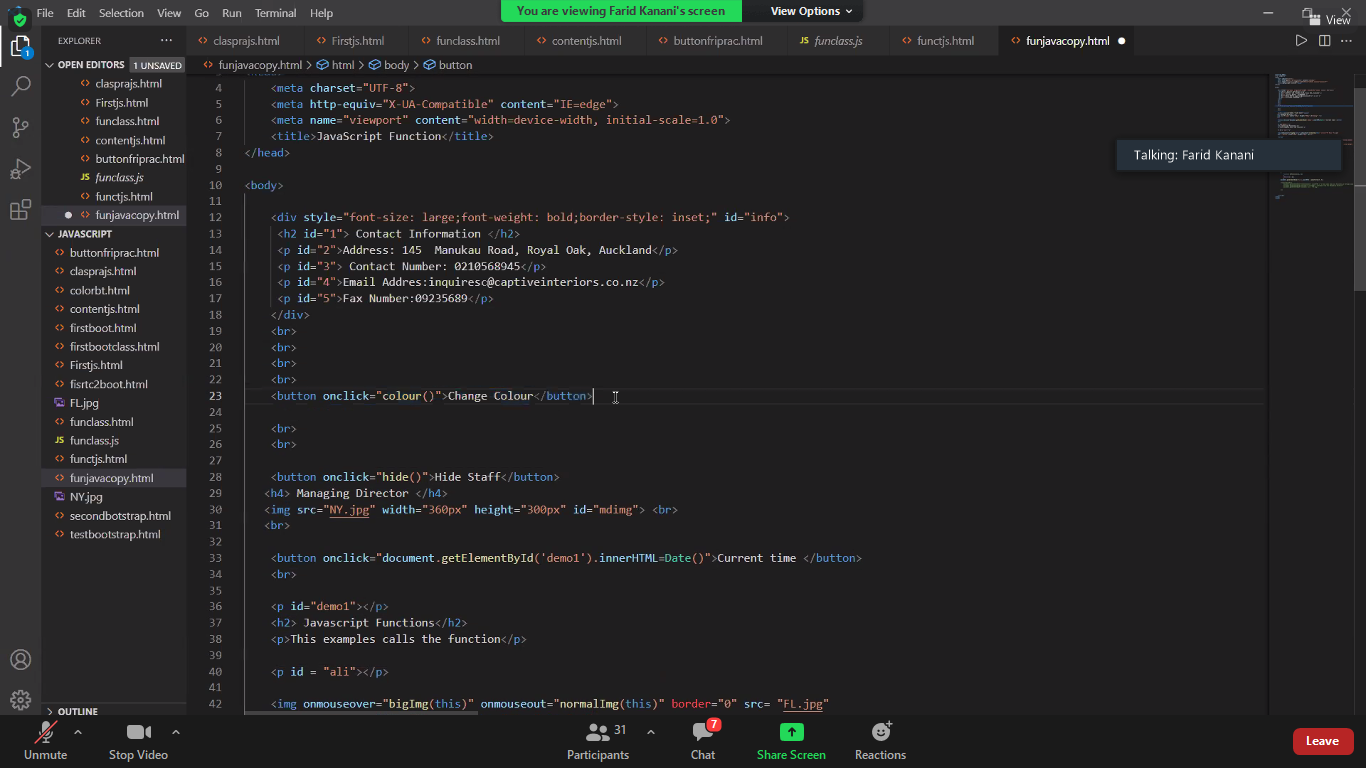 File Edit Selection View Go Run Terminal Help
You are viewing Farid Kanani's screen
View Options
View
EXPLORER ...
clasprajs.html
Firstjs.html
funclass.html
contentjs.html
buttonfriprac.html
JS funclass.js
functjs.html
funjavacopy.html
1
OPEN EDITORS 1 UNSAVED
clasprajs.html
Firstjs.html
funclass.html
contentjs.html
buttonfriprac.html
JS funclass.js
functjs.html
funjavacopy.html
JAVASCRIPT
buttonfriprac.html
clasprajs.html
colorbt.html
contentjs.html
firstboot.html
firstbootclass.html
Firstjs.html
fisrtc2boot.html
FL.jpg
funclass.html
JS funclass.js
functjs.html
funjavacopy.html
NY.jpg
secondbotstrap.html
testbootstrap.html
OUTLINE
funjavacopy.html > html > body > button
4 <meta charset="UTF-8">
5 <meta http-equiv="X-UA-Compatible" content="IE=edge">
6 <meta name="viewport" content="width=device-width, initial-scale=1.0">
7 <title>JavaScript Function</title>
8 </head>
9
10 <body>
11
12 <div style="font-size: large;font-weight: bold;border-style: inset;" id="info">
13 <h2 id="1"> Contact Information </h2>
14 <p id="2">Address: 145  Manukau Road, Royal Oak, Auckland</p>
15 <p id="3"> Contact Number: 0210568945</p>
16 <p id="4">Email Addres:inquiresc@captiveinteriors.co.nz</p>
17 <p id="5">Fax Number:09235689</p>
18 </div>
19 <br>
20 <br>
21 <br>
22 <br>
23 <button onclick="colour()">Change Colour</button>
24
25 <br>
26 <br>
27
28 <button onclick="hide()">Hide Staff</button>
29 <h4> Managing Director </h4>
30 <img src="NY.jpg" width="360px" height="300px" id="mdimg"> <br>
31 <br>
32
33 <button onclick="document.getElementById('demo1').innerHTML=Date()">Current time </button>
34 <br>
35
36 <p id="demo1"></p>
37 <h2> Javascript Functions</h2>
38 <p>This examples calls the function</p>
39
40 <p id = "ali"></p>
41
42 <img onmouseover="bigImg(this)" onmouseout="normalImg(this)" border="0" src= "FL.jpg"
Talking: Farid Kanani
Unmute
Stop Video
31
Participants
7
Chat
Share Screen
Reactions
Leave